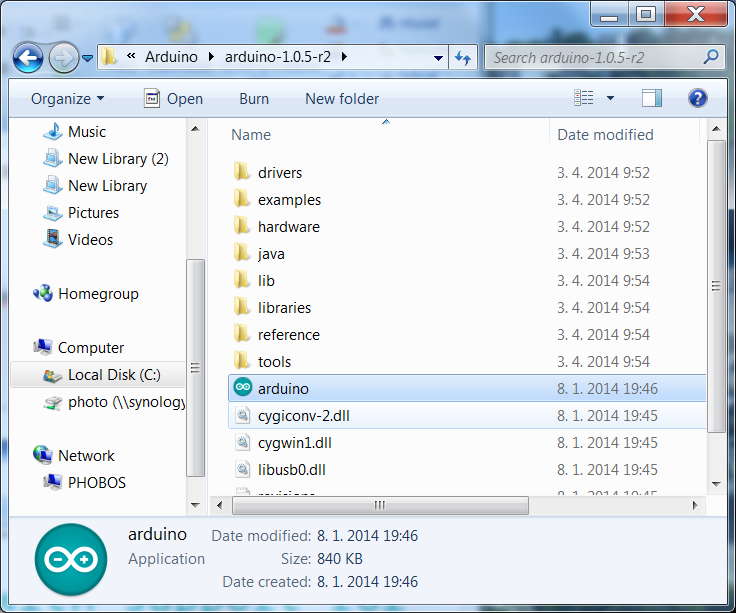 « Arduino ▸ arduino-1.0.5-r2 ▸ Search arduino-1.0.5-r2
Organize Open Burn New folder
Music
New Library (2)
New Library
Pictures
Videos
Homegroup
Computer
Local Disk (C:)
photo (\\synology
Network
PHOBOS
Name Date modified
drivers 3. 4. 2014 9:52
examples 3. 4. 2014 9:52
hardware 3. 4. 2014 9:52
java 3. 4. 2014 9:53
lib 3. 4. 2014 9:54
libraries 3. 4. 2014 9:54
reference 3. 4. 2014 9:54
tools 3. 4. 2014 9:54
arduino 8. 1. 2014 19:46
cygiconv-2.dll 8. 1. 2014 19:45
cygwin1.dll 8. 1. 2014 19:45
libusb0.dll 8. 1. 2014 19:45
arduino
Application
Date modified: 8. 1. 2014 19:46
Size: 840 KB
Date created: 8. 1. 2014 19:46